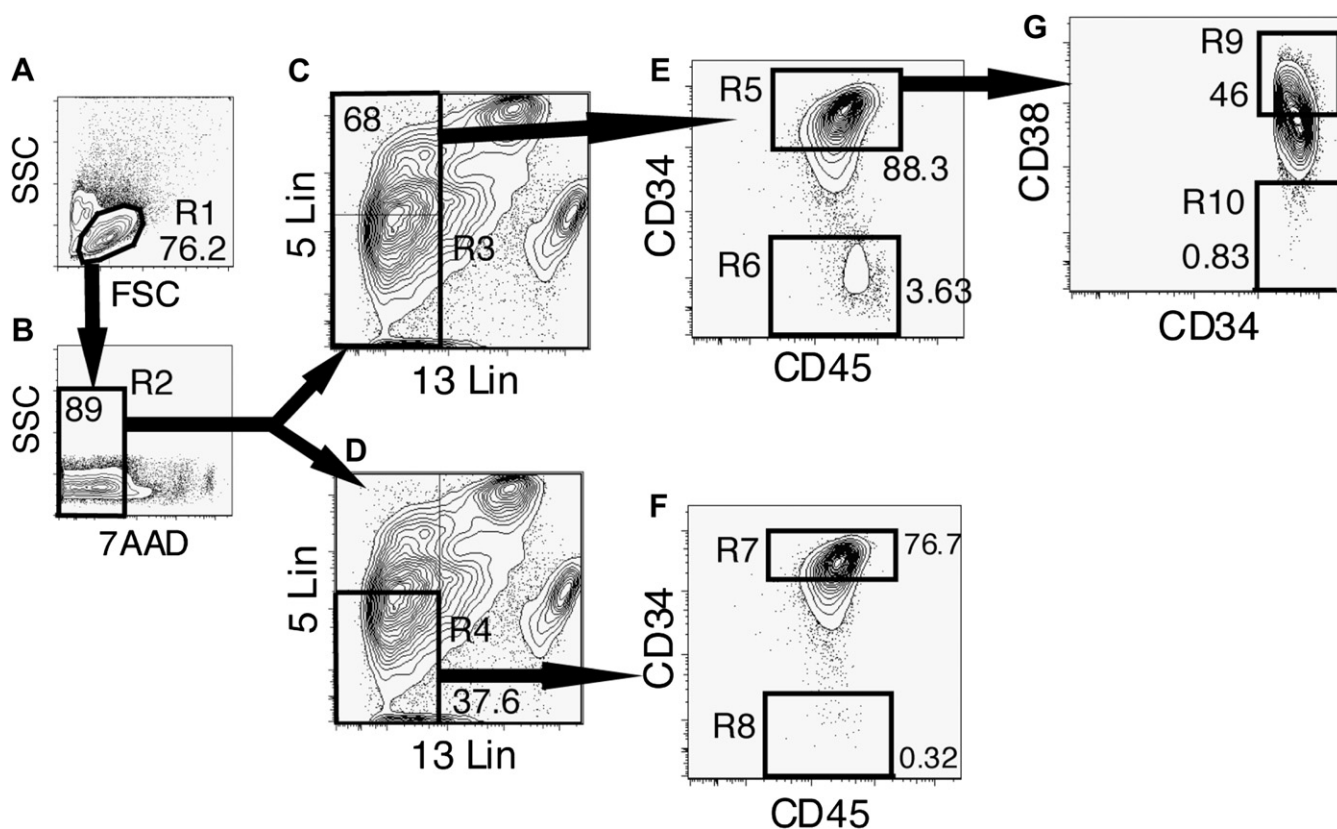 A
SSC
R1
76.2
FSC
B
SSC
R2
89
7AAD
C
5 Lin
68
R3
13 Lin
D
5 Lin
R4
37.6
13 Lin
E
CD34
R5
88.3
R6
3.63
CD45
F
CD34
R7
76.7
R8
0.32
CD45
G
CD38
R9
46
R10
0.83
CD34